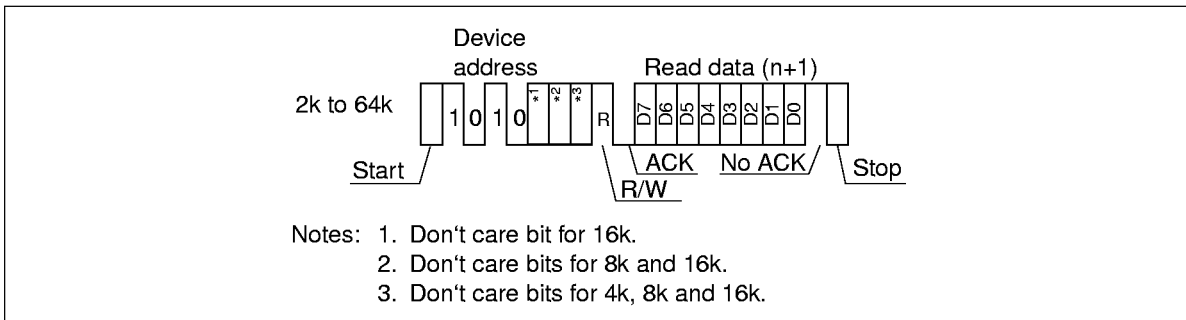 Device
address
Read data (n+1)
2k to 64k
1 0 1 0 *1 *2 *3 R D7 D6 D5 D4 D3 D2 D1 D0
Start
ACK
No ACK
Stop
R/W
Notes: 1. Don't care bit for 16k.
2. Don't care bits for 8k and 16k.
3. Don't care bits for 4k, 8k and 16k.